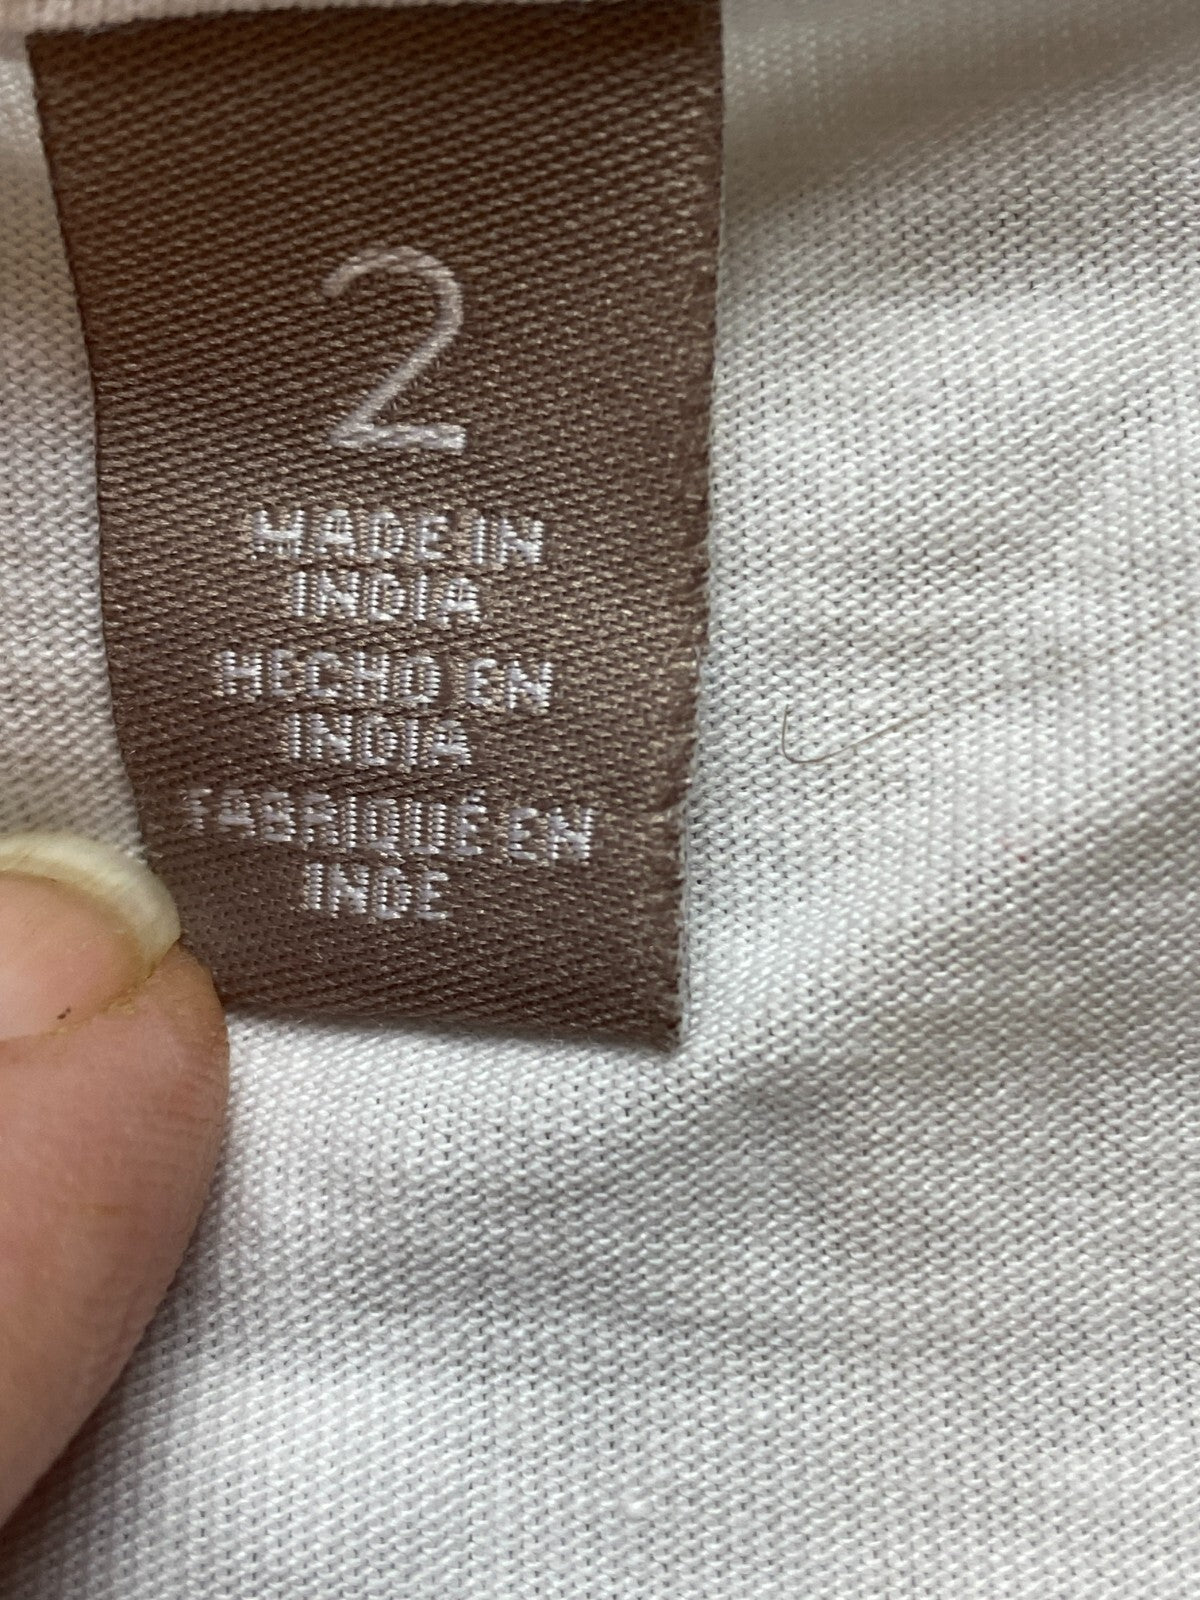 2
MADE IN
INDIA
HECHO EN
INDIA
FABRIQUÉ EN
INDE